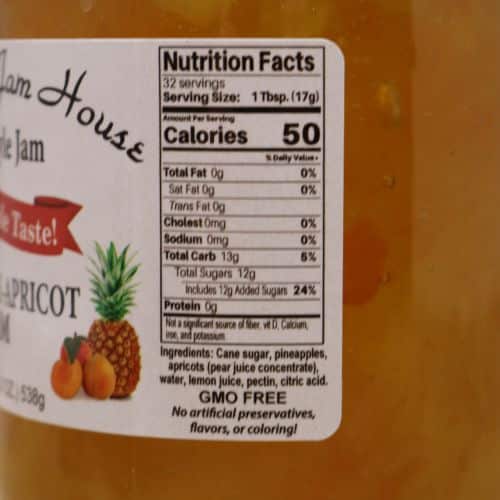 Jam House
Jam
Taste!
APRICOT
538g
Nutrition Facts
32 servings
Serving Size: 1 Tbsp. (17g)
Amount Per Serving
Calories 50
% Daily Value*
Total Fat 0g 0%
Sat Fat 0g 0%
Trans Fat 0g
Cholest 0mg 0%
Sodium 0mg 0%
Total Carb 13g 5%
Total Sugars 12g
Includes 12g Added Sugars 24%
Protein 0g
Not a significant source of fiber, vit D, Calcium,
iron, and potassium
Ingredients: Cane sugar, pineapples,
apricots (pear juice concentrate),
water, lemon juice, pectin, citric acid.
GMO FREE
No artificial preservatives,
flavors, or coloring!